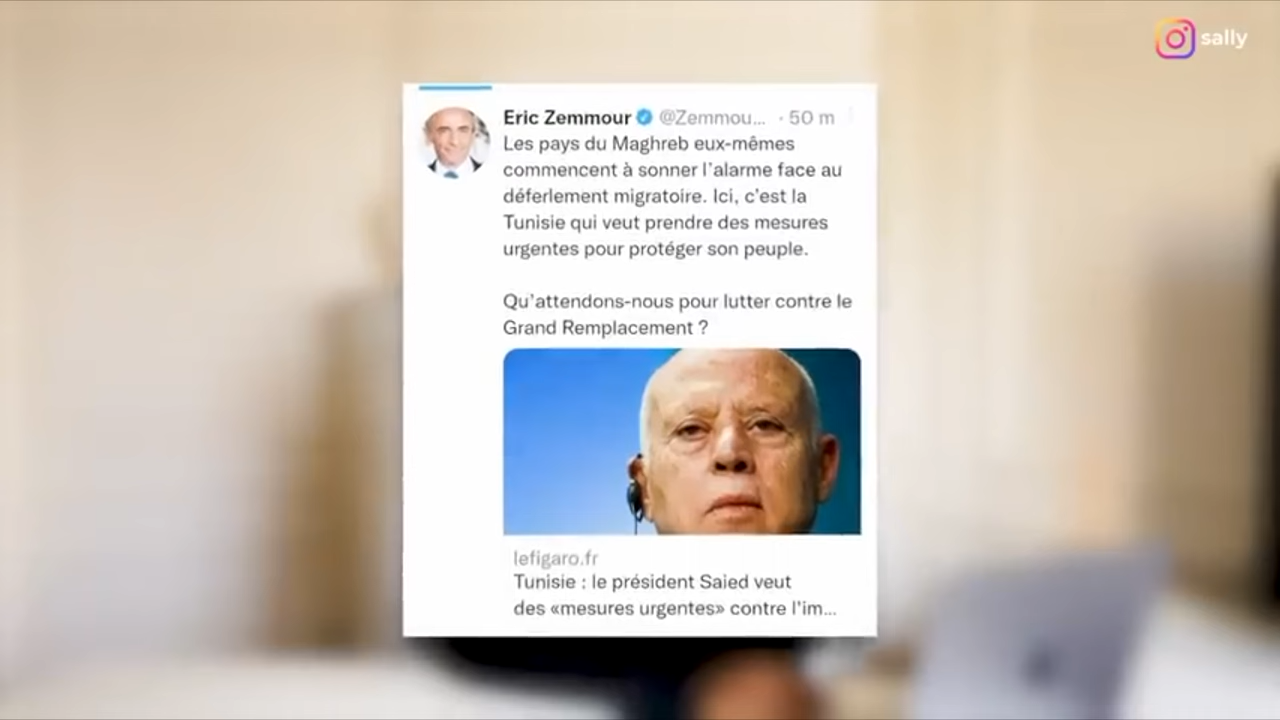 sally
Eric Zemmour @Zemmou... · 50 m
Les pays du Maghreb eux-mêmes
commencent à sonner l'alarme face au
déferlement migratoire. Ici, c'est la
Tunisie qui veut prendre des mesures
urgentes pour protéger son peuple.
Qu'attendons-nous pour lutter contre le
Grand Remplacement ?
lefigaro.fr
Tunisie : le président Saied veut
des «mesures urgentes» contre l'im...